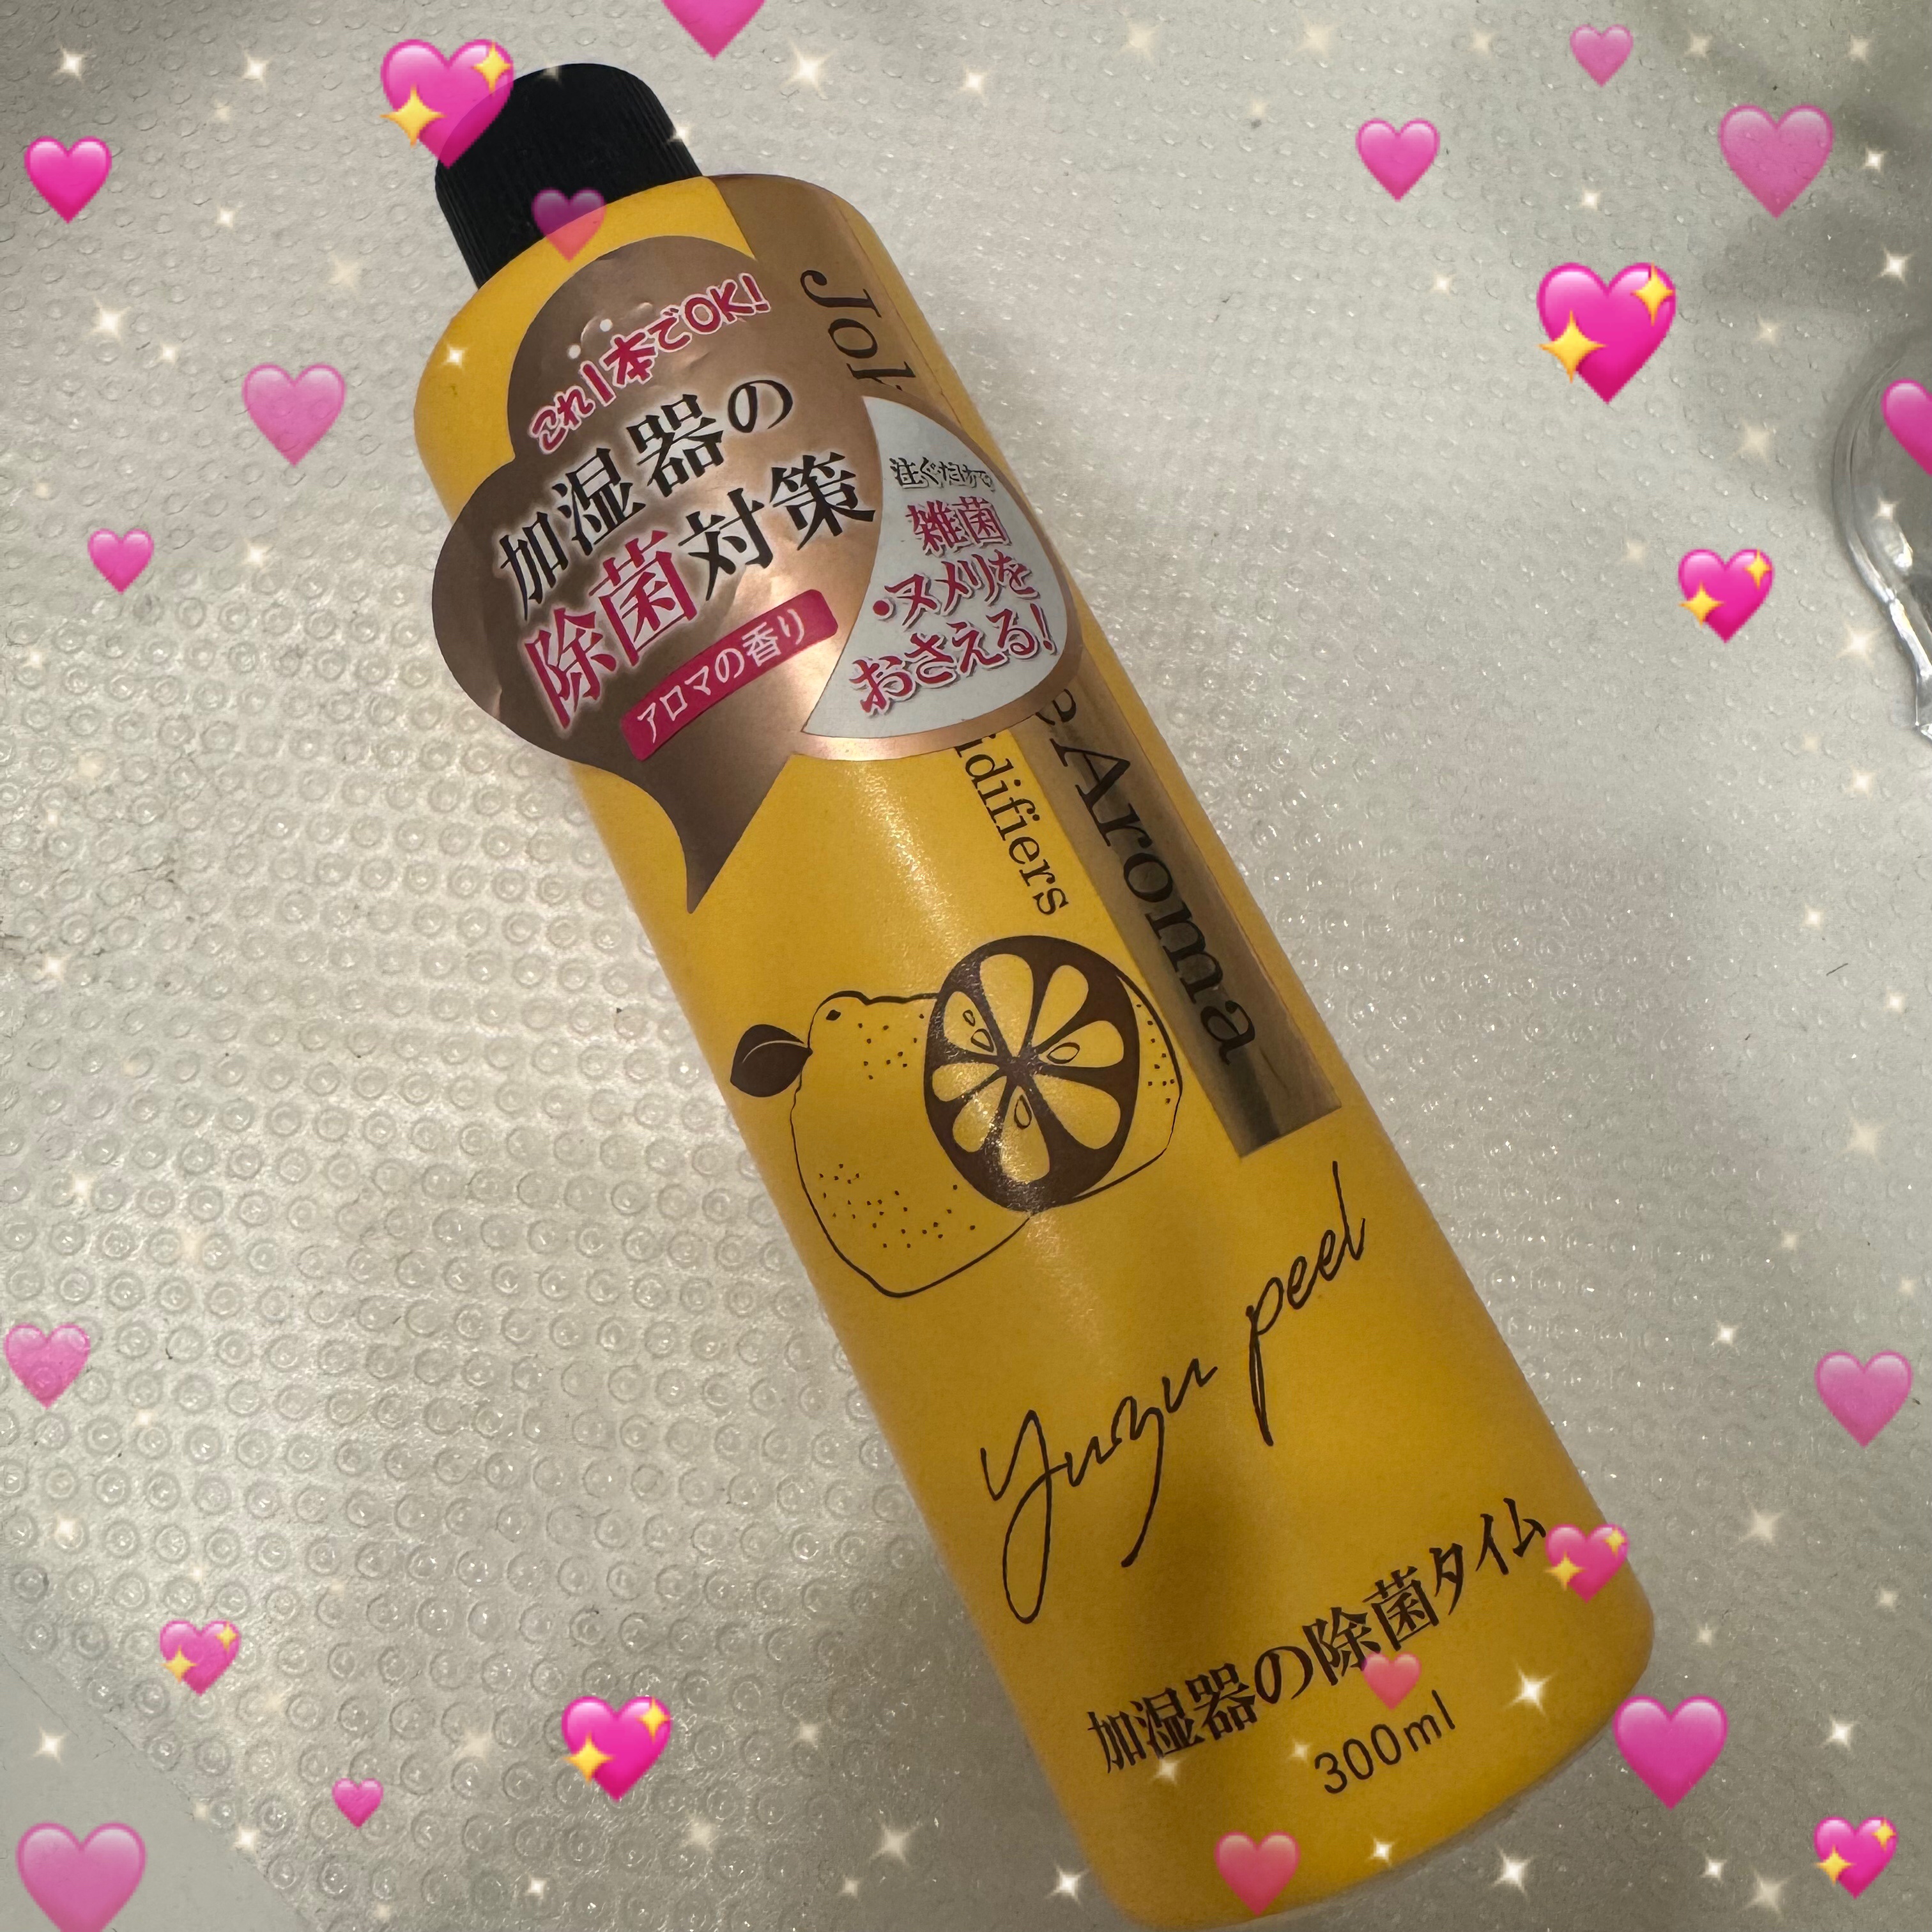 これ1本でOK!
加湿器の
除菌対策
アロマの香り
注ぐだけで
雑菌
・ヌメリを
おさえる!
Aroma
Yuzu peel
加湿器の除菌タイム
300ml